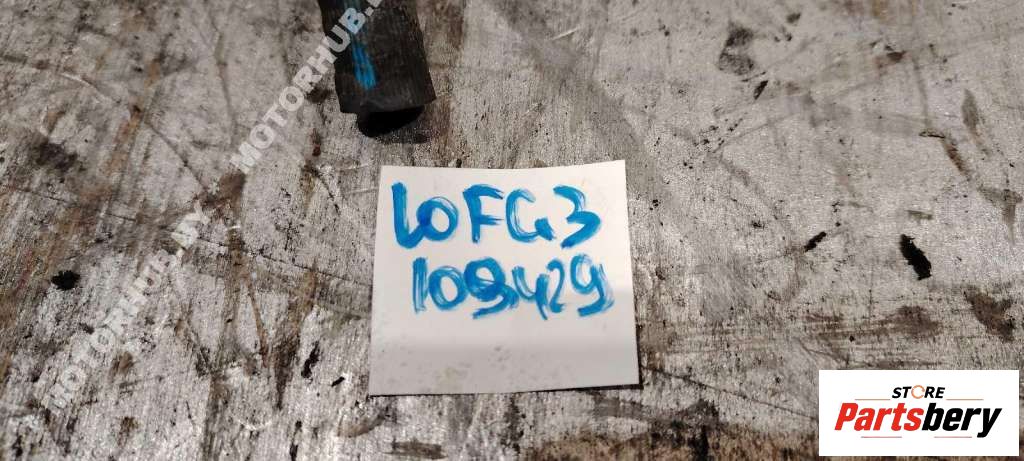 MOTORHUB.BY
MOTORHUB.BY
LOFG3
109429
STORE
Partsbery